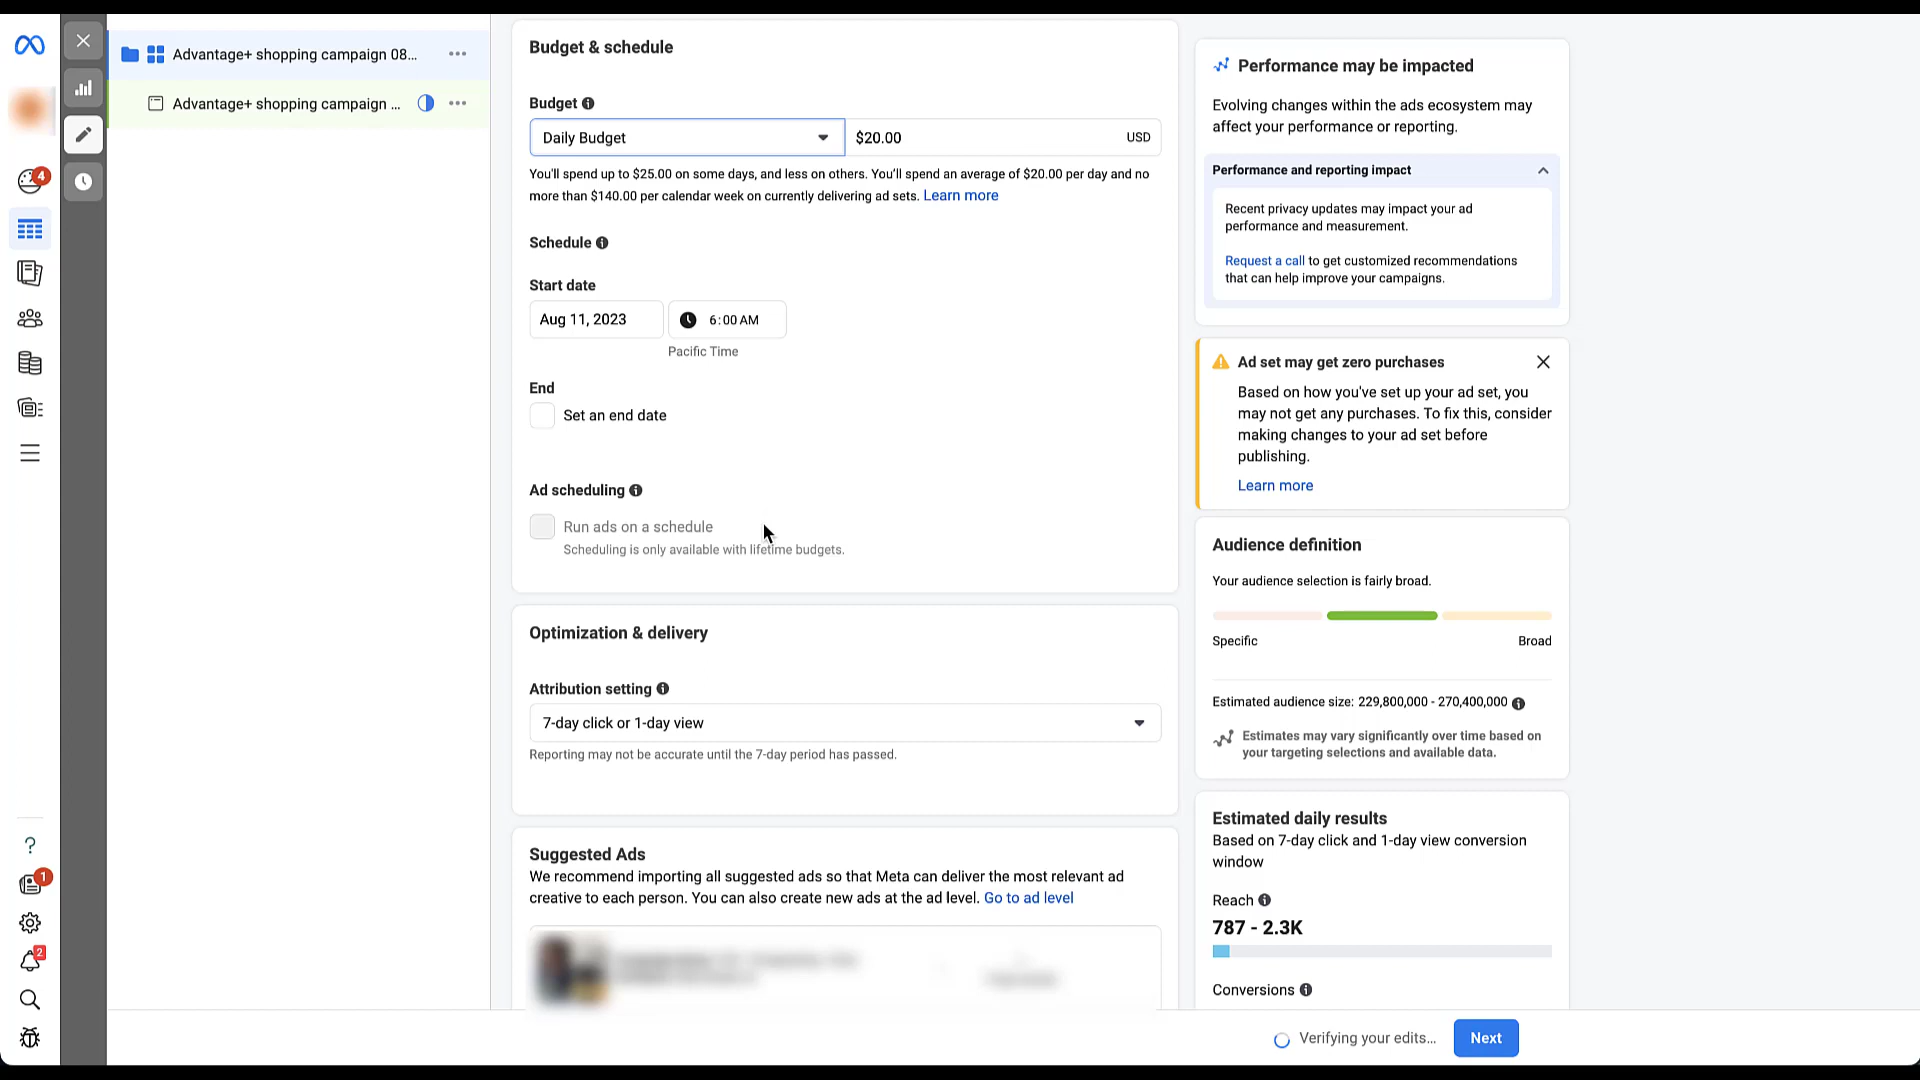 Advantage+ shopping campaign 08...
Advantage+ shopping campaign ...
4
1
2
Budget & schedule
Budget
Daily Budget
$20.00
USD
You'll spend up to $25.00 on some days, and less on others. You'll spend an average of $20.00 per day and no
more than $140.00 per calendar week on currently delivering ad sets. Learn more
Schedule
Start date
Aug 11, 2023
6:00 AM
Pacific Time
End
Set an end date
Ad scheduling
Run ads on a schedule
Scheduling is only available with lifetime budgets.
Optimization & delivery
Attribution setting
7-day click or 1-day view
Reporting may not be accurate until the 7-day period has passed.
Suggested Ads
We recommend importing all suggested ads so that Meta can deliver the most relevant ad
creative to each person. You can also create new ads at the ad level. Go to ad level
Performance may be impacted
Evolving changes within the ads ecosystem may
affect your performance or reporting.
Performance and reporting impact
Recent privacy updates may impact your ad
performance and measurement.
Request a call to get customized recommendations
that can help improve your campaigns.
Ad set may get zero purchases
Based on how you've set up your ad set, you
may not get any purchases. To fix this, consider
making changes to your ad set before
publishing.
Learn more
Audience definition
Your audience selection is fairly broad.
Specific
Broad
Estimated audience size: 229,800,000 - 270,400,000
Estimates may vary significantly over time based on
your targeting selections and available data.
Estimated daily results
Based on 7-day click and 1-day view conversion
window
Reach
787 - 2.3K
Conversions
Verifying your edits...
Next